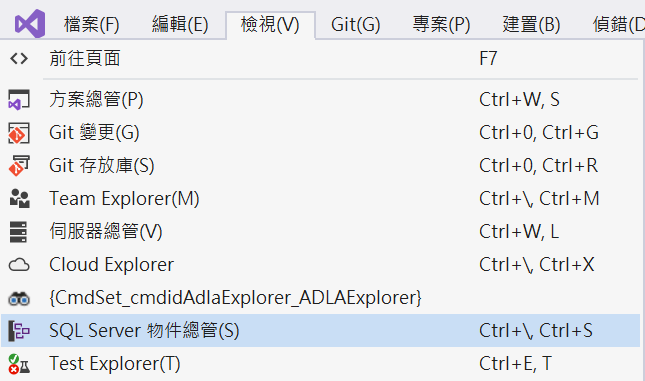 檔案(F) 編輯(E) 檢視(V) Git(G) 專案(P) 建置(B) 偵錯(D
前往頁面 F7
方案總管(P) Ctrl+W, S
Git 變更(G) Ctrl+0, Ctrl+G
Git 存放庫(S) Ctrl+0, Ctrl+R
Team Explorer(M) Ctrl+\, Ctrl+M
伺服器總管(V) Ctrl+W, L
Cloud Explorer Ctrl+\, Ctrl+X
{CmdSet_cmdidAdlaExplorer_ADLAExplorer}
SQL Server 物件總管(S) Ctrl+\, Ctrl+S
Test Explorer(T) Ctrl+E, T